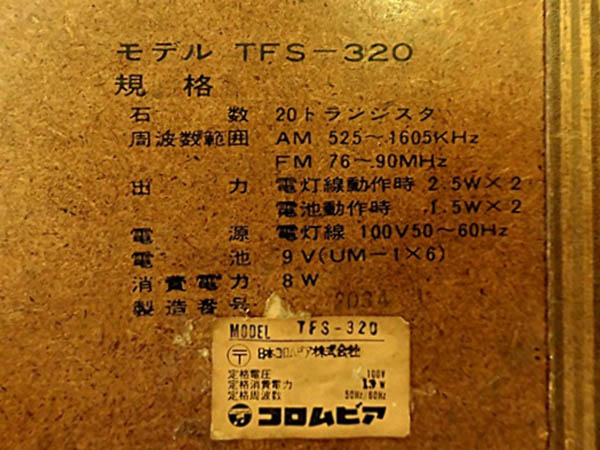 モデル TFS-320
規格
石数 20トランジスタ
周波数範囲 AM 525~1605KHz
FM 76~90MHz
出力 電灯線動作時 2.5W×2
電池動作時 1.5W×2
電源 電灯線 100V50~60Hz
電池 9V(UM-1×6)
消費電力 8W
製造番号 2034
MODEL TFS-320
〒 日本コロムビア株式会社
定格電圧 100V
定格消費電力 13W
定格周波数 50Hz/60Hz
コロムビア